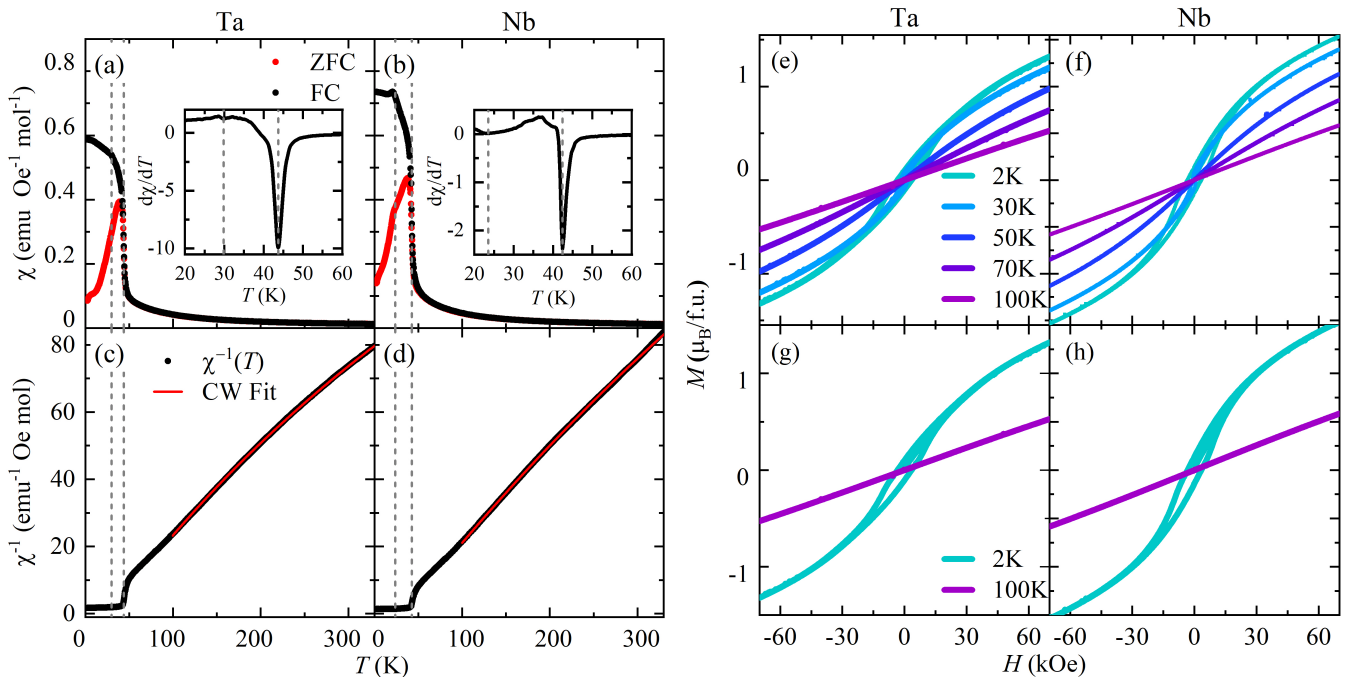 Ta
Nb
(a)
ZFC
FC
(b)
χ (emu Oe⁻¹ mol⁻¹)
0.8
0.6
0.4
0.2
0
dχ/dT
0
-5
-10
20 30 40 50 60
T (K)
dχ/dT
0
-1
-2
20 30 40 50 60
T (K)
(c)
χ⁻¹(T)
CW Fit
(d)
χ⁻¹ (emu⁻¹ Oe mol)
80
60
40
20
0
0 100 200 300 0 100 200 300
T (K)
Ta
Nb
(e)
(f)
2K
30K
50K
70K
100K
1
0
-1
M (μB/f.u.)
(g)
(h)
2K
100K
1
0
-1
-60 -30 0 30 -60 -30 0 30 60
H (kOe)